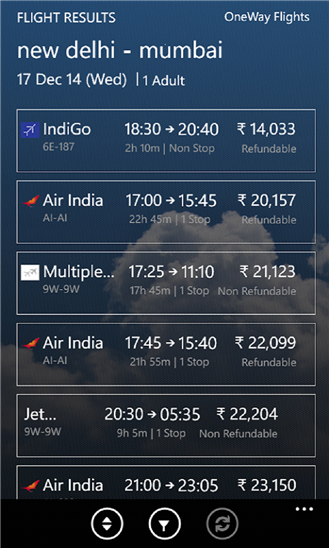 FLIGHT RESULTS OneWay Flights
new delhi - mumbai
17 Dec 14 (Wed) | 1 Adult
IndiGo 18:30 → 20:40 ₹ 14,033
6E-187 2h 10m | Non Stop Refundable
Air India 17:00 → 15:45 ₹ 20,157
AI-AI 22h 45m | 1 Stop Refundable
Multiple... 17:25 → 11:10 ₹ 21,123
9W-9W 17h 45m | 1 Stop Non Refundable
Air India 17:45 → 15:40 ₹ 22,099
AI-AI 21h 55m | 1 Stop Refundable
Jet... 20:30 → 05:35 ₹ 22,204
9W-9W 9h 5m | 1 Stop Non Refundable
Air India 21:00 → 23:05 ₹ 23,150